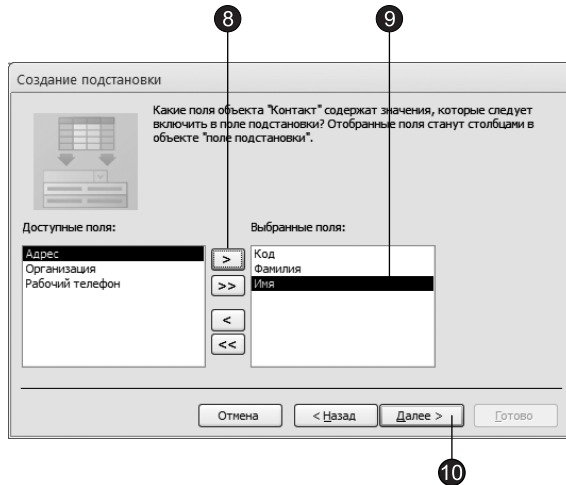 8 9
Создание подстановки
Какие поля объекта "Контакт" содержат значения, которые следует
включить в поле подстановки? Отобранные поля станут столбцами в
объекте "поле подстановки".
Доступные поля: Выбранные поля:
Адрес
Организация
Рабочий телефон
>
>>
<
<<
Код
Фамилия
Имя
Отмена < Назад Далее > Готово
10